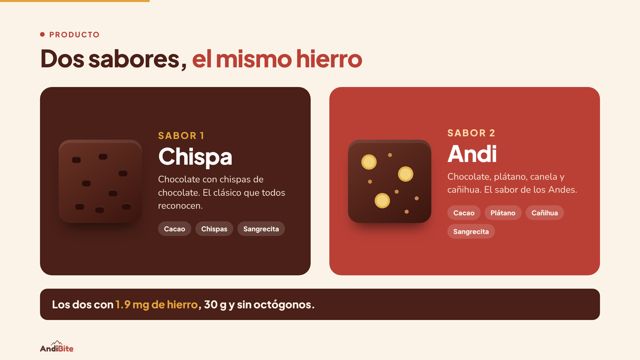 PRODUCTO
Dos sabores, el mismo hierro
SABOR 1
Chispa
Chocolate con chispas de
chocolate. El clásico que todos
reconocen.
Cacao Chispas Sangrecita
SABOR 2
Andi
Chocolate, plátano, canela y
cañihua. El sabor de los Andes.
Cacao Plátano Cañihua
Sangrecita
Los dos con 1.9 mg de hierro, 30 g y sin octógonos.
AndiBite